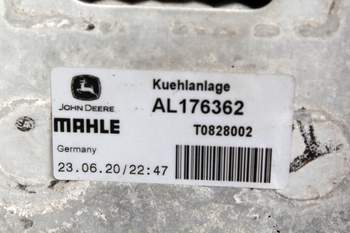 Kuehlanlage
AL176362
JOHN DEERE
MAHLE
T0828002
Germany
23.06.20/22:47